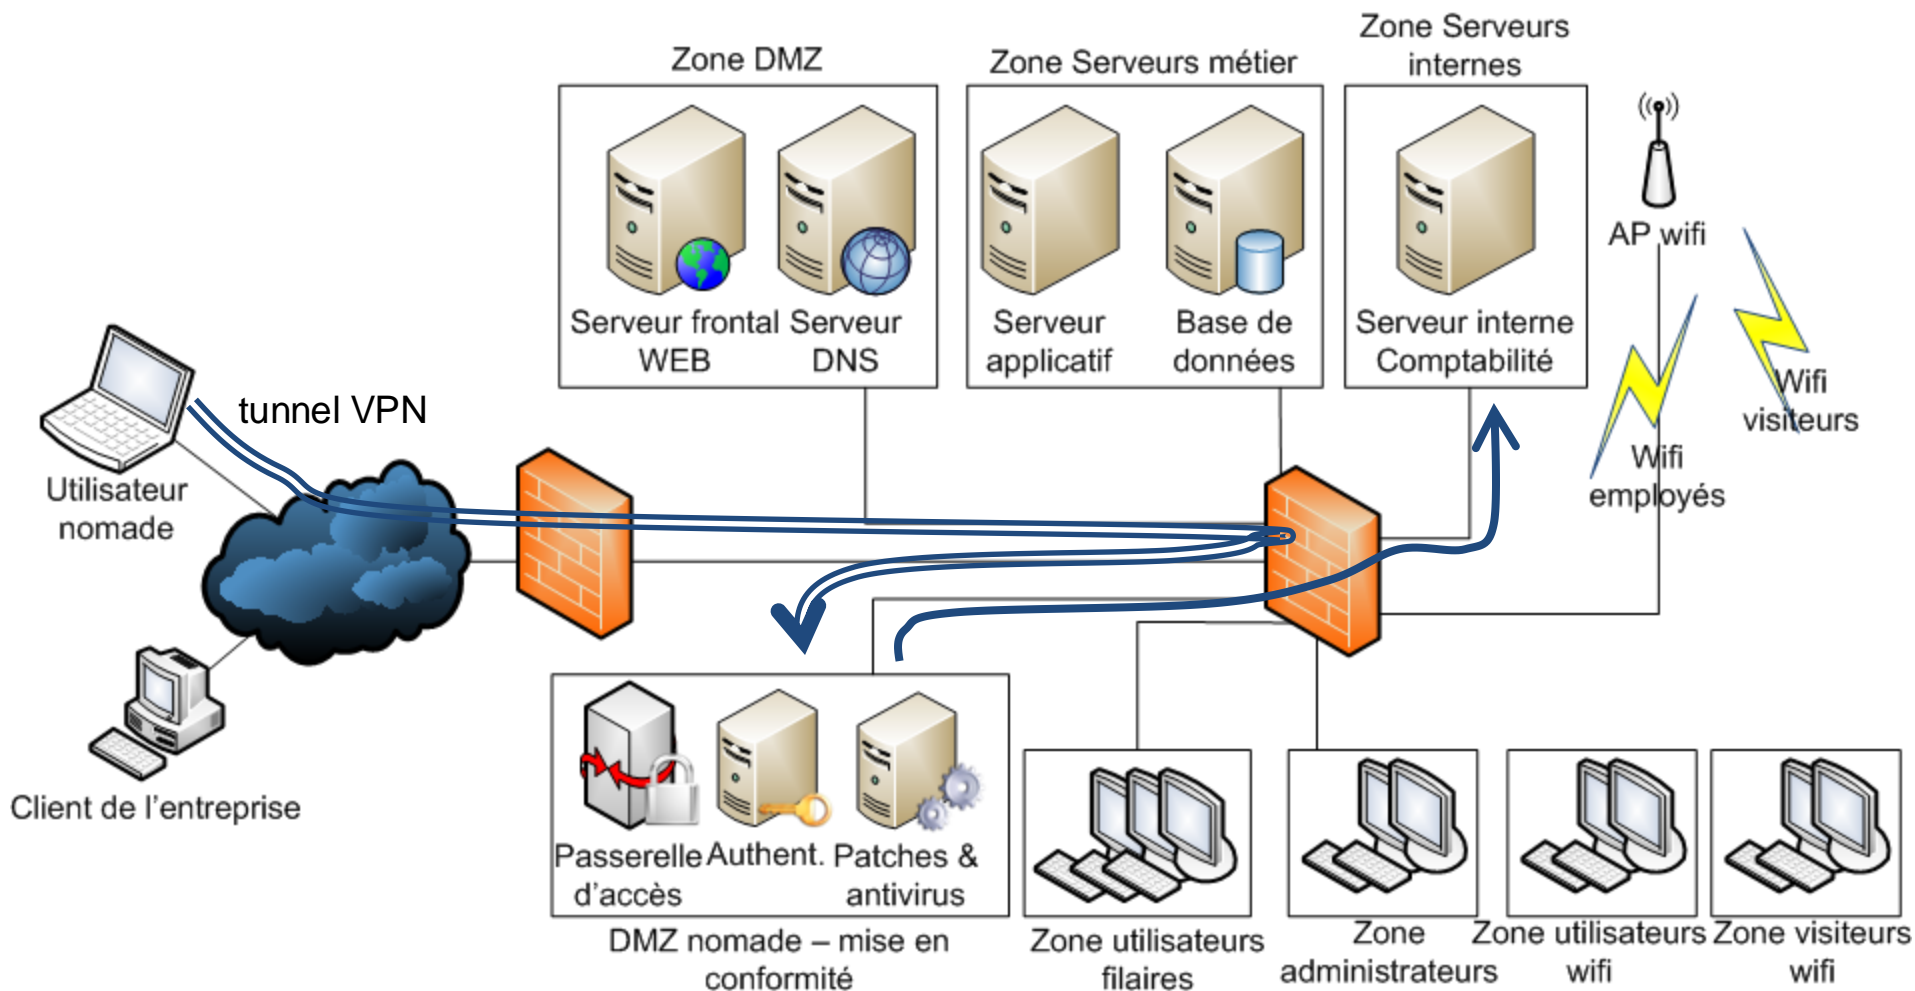 Zone DMZ
Zone Serveurs métier
Zone Serveurs
internes
Serveur frontal
WEB
Serveur
DNS
Serveur
applicatif
Base de
données
Serveur interne
Comptabilité
AP wifi
Wifi
visiteurs
Wifi
employés
tunnel VPN
Utilisateur
nomade
Client de l'entreprise
Passerelle
d'accès
Authent.
Patches &
antivirus
DMZ nomade – mise en
conformité
Zone utilisateurs
filaires
Zone
administrateurs
Zone utilisateurs
wifi
Zone visiteurs
wifi